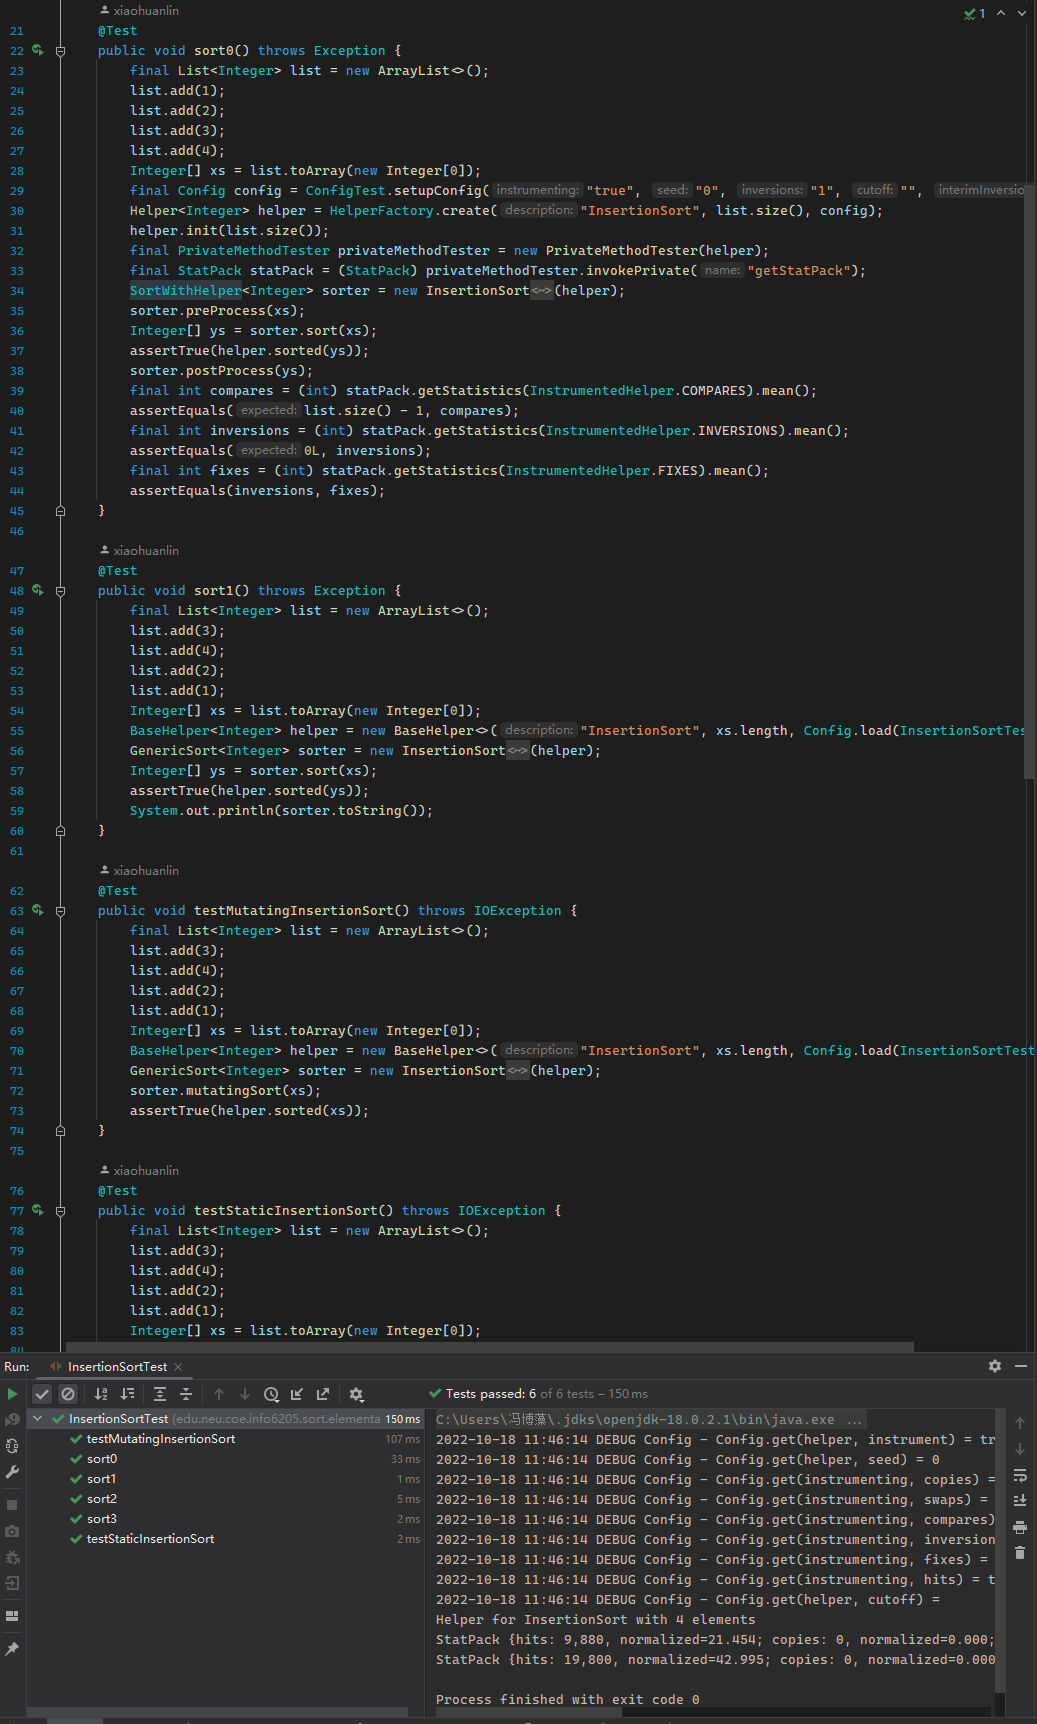 xiaohuanlin
1
21 @Test
22 public void sort0() throws Exception {
23 final List<Integer> list = new ArrayList<>();
24 list.add(1);
25 list.add(2);
26 list.add(3);
27 list.add(4);
28 Integer[] xs = list.toArray(new Integer[0]);
29 final Config config = ConfigTest.setupConfig( instrumenting: "true", seed: "0", inversions: "1", cutoff: "", interimInversio
30 Helper<Integer> helper = HelperFactory.create( description: "InsertionSort", list.size(), config);
31 helper.init(list.size());
32 final PrivateMethodTester privateMethodTester = new PrivateMethodTester(helper);
33 final StatPack statPack = (StatPack) privateMethodTester.invokePrivate( name: "getStatPack");
34 SortWithHelper<Integer> sorter = new InsertionSort<~>(helper);
35 sorter.preProcess(xs);
36 Integer[] ys = sorter.sort(xs);
37 assertTrue(helper.sorted(ys));
38 sorter.postProcess(ys);
39 final int compares = (int) statPack.getStatistics(InstrumentedHelper.COMPARES).mean();
40 assertEquals( expected: list.size() - 1, compares);
41 final int inversions = (int) statPack.getStatistics(InstrumentedHelper.INVERSIONS).mean();
42 assertEquals( expected: 0L, inversions);
43 final int fixes = (int) statPack.getStatistics(InstrumentedHelper.FIXES).mean();
44 assertEquals(inversions, fixes);
45 }
46
xiaohuanlin
47 @Test
48 public void sort1() throws Exception {
49 final List<Integer> list = new ArrayList<>();
50 list.add(3);
51 list.add(4);
52 list.add(2);
53 list.add(1);
54 Integer[] xs = list.toArray(new Integer[0]);
55 BaseHelper<Integer> helper = new BaseHelper<>( description: "InsertionSort", xs.length, Config.load(InsertionSortTes
56 GenericSort<Integer> sorter = new InsertionSort<~>(helper);
57 Integer[] ys = sorter.sort(xs);
58 assertTrue(helper.sorted(ys));
59 System.out.println(sorter.toString());
60 }
61
xiaohuanlin
62 @Test
63 public void testMutatingInsertionSort() throws IOException {
64 final List<Integer> list = new ArrayList<>();
65 list.add(3);
66 list.add(4);
67 list.add(2);
68 list.add(1);
69 Integer[] xs = list.toArray(new Integer[0]);
70 BaseHelper<Integer> helper = new BaseHelper<>( description: "InsertionSort", xs.length, Config.load(InsertionSortTest
71 GenericSort<Integer> sorter = new InsertionSort<~>(helper);
72 sorter.mutatingSort(xs);
73 assertTrue(helper.sorted(xs));
74 }
75
xiaohuanlin
76 @Test
77 public void testStaticInsertionSort() throws IOException {
78 final List<Integer> list = new ArrayList<>();
79 list.add(3);
80 list.add(4);
81 list.add(2);
82 list.add(1);
83 Integer[] xs = list.toArray(new Integer[0]);
84
Run: InsertionSortTest
Tests passed: 6 of 6 tests – 150 ms
InsertionSortTest (edu.neu.coe.info6205.sort.elementa 150 ms
testMutatingInsertionSort 107 ms
sort0 33 ms
sort1 1 ms
sort2 5 ms
sort3 2 ms
testStaticInsertionSort 2 ms
C:\Users\冯博藻\.jdks\openjdk-18.0.2.1\bin\java.exe ...
2022-10-18 11:46:14 DEBUG Config - Config.get(helper, instrument) = tr
2022-10-18 11:46:14 DEBUG Config - Config.get(helper, seed) = 0
2022-10-18 11:46:14 DEBUG Config - Config.get(instrumenting, copies) =
2022-10-18 11:46:14 DEBUG Config - Config.get(instrumenting, swaps) =
2022-10-18 11:46:14 DEBUG Config - Config.get(instrumenting, compares)
2022-10-18 11:46:14 DEBUG Config - Config.get(instrumenting, inversion
2022-10-18 11:46:14 DEBUG Config - Config.get(instrumenting, fixes) =
2022-10-18 11:46:14 DEBUG Config - Config.get(instrumenting, hits) = t
2022-10-18 11:46:14 DEBUG Config - Config.get(helper, cutoff) =
Helper for InsertionSort with 4 elements
StatPack {hits: 9,880, normalized=21.454; copies: 0, normalized=0.000;
StatPack {hits: 19,800, normalized=42.995; copies: 0, normalized=0.000
Process finished with exit code 0